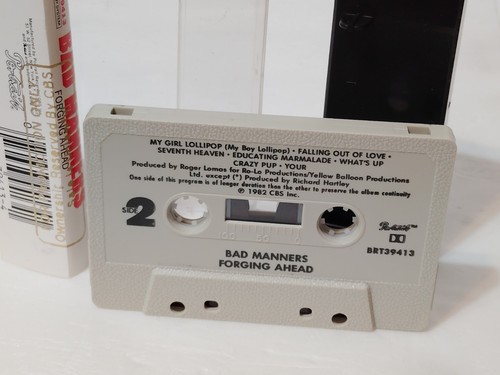 MY GIRL LOLLIPOP (My Boy Lollipop) · FALLING OUT OF LOVE ·
SEVENTH HEAVEN · EDUCATING MARMALADE · WHAT'S UP
CRAZY PUP · YOUR
Produced by Roger Lomas for Ro-Lo Productions/Yellow Balloon Productions
Ltd. except (*) Produced by Richard Hartley
One side of this program is of longer duration than the other to preserve the album continuity
© 1982 CBS Inc.
SIDE
2
Portrait™
BRT39413
BAD MANNERS
FORGING AHEAD
BAD MANNERS
FORGING AHEAD